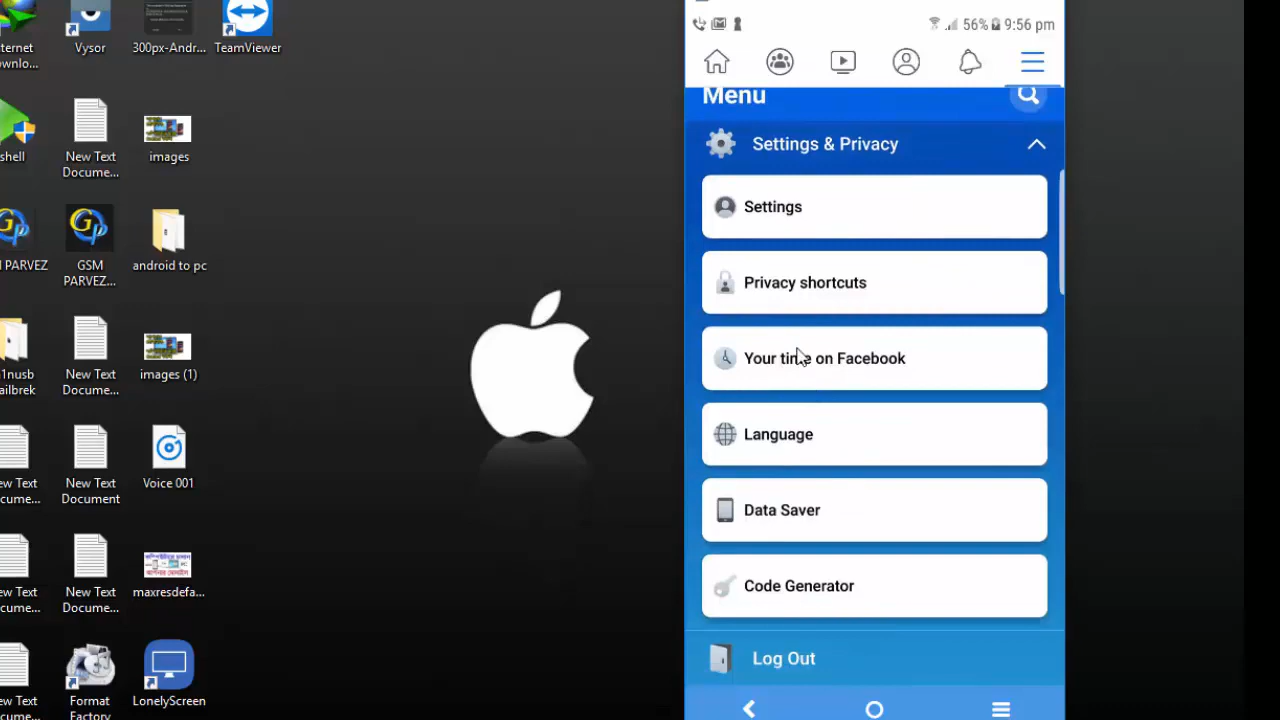 nternet
ownlo...
Vysor
300px-Andr...
TeamViewer
shell
New Text
Docume...
images
PARVEZ
GSM
PARVEZ...
android to pc
n1nusb
ailbrek
New Text
Docume...
images (1)
ew Text
cume...
New Text
Document
Voice 001
ew Text
cume...
New Text
Docume...
maxresdefa...
ew Text
Format
Factory
LonelyScreen
56% 9:56 pm
Menu
Settings & Privacy
Settings
Privacy shortcuts
Your time on Facebook
Language
Data Saver
Code Generator
Log Out